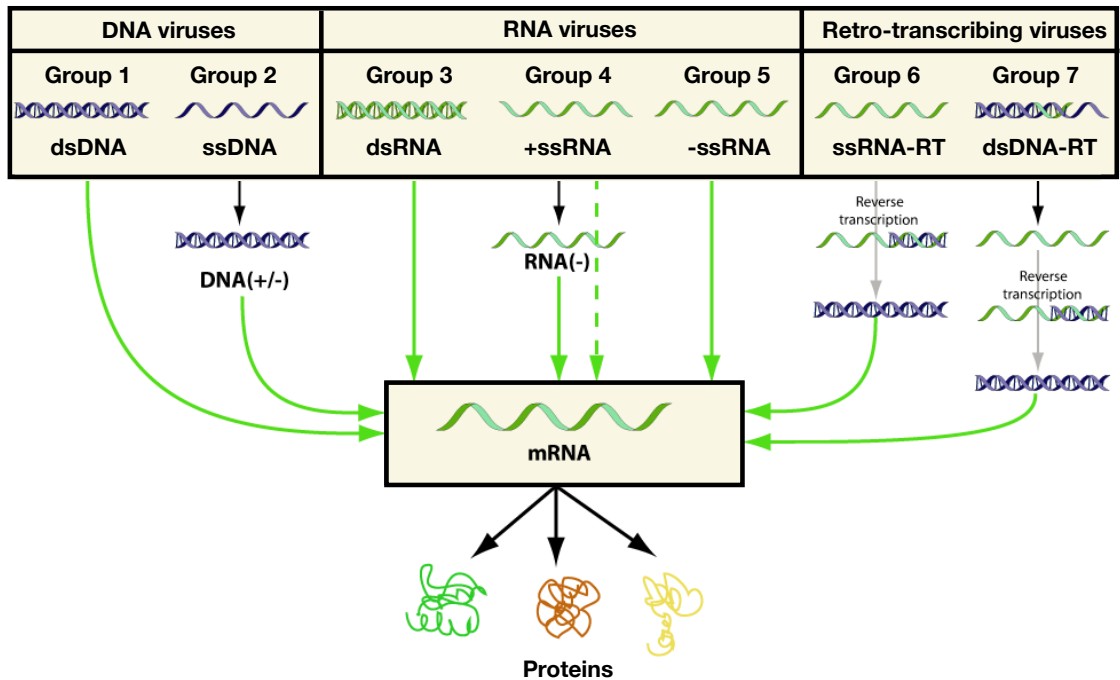 DNA viruses
RNA viruses
Retro-transcribing viruses
Group 1
Group 2
Group 3
Group 4
Group 5
Group 6
Group 7
dsDNA
ssDNA
dsRNA
+ssRNA
-ssRNA
ssRNA-RT
dsDNA-RT
Reverse
transcription
DNA(+/-)
RNA(-)
Reverse
transcription
mRNA
Proteins